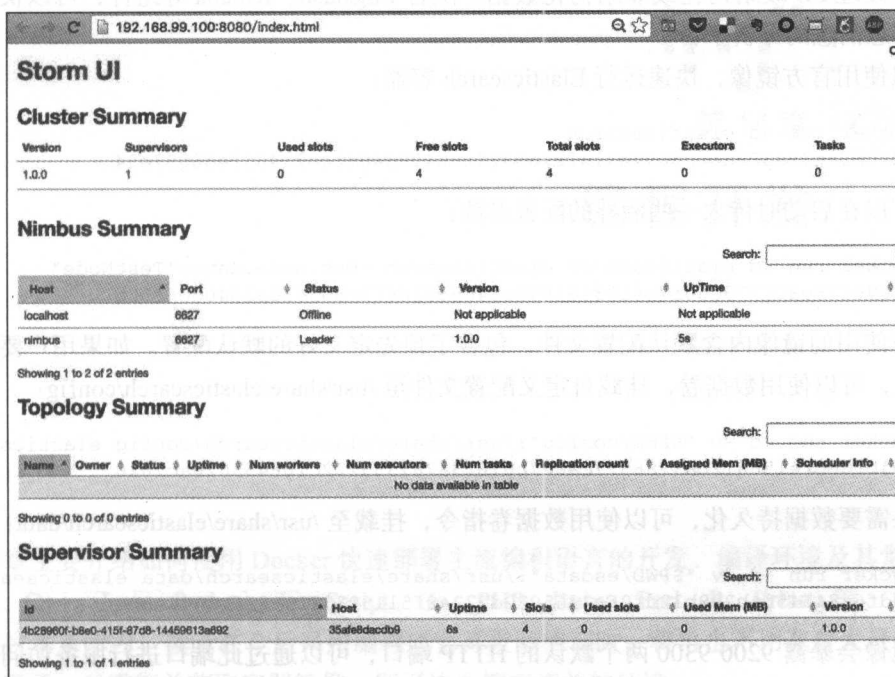 192.168.99.100:8080/index.html
Storm UI
Cluster Summary
Version Supervisors Used slots Free slots Total slots Executors Tasks
1.0.0 1 0 4 4 0 0
Nimbus Summary
Search:
Host Port Status Version UpTime
localhost 6627 Offline Not applicable Not applicable
nimbus 6627 Leader 1.0.0 5s
Showing 1 to 2 of 2 entries
Topology Summary
Search:
Name Owner Status Uptime Num workers Num executors Num tasks Replication count Assigned Mem (MB) Scheduler Info
No data available in table
Showing 0 to 0 of 0 entries
Supervisor Summary
Search:
Id Host Uptime Slots Used slots Used Mem (MB) Version
4b28960f-b8e0-415f-87d8-14459613a692 35afe8dacdb9 6s 4 0 0 1.0.0
Showing 1 to 1 of 1 entries